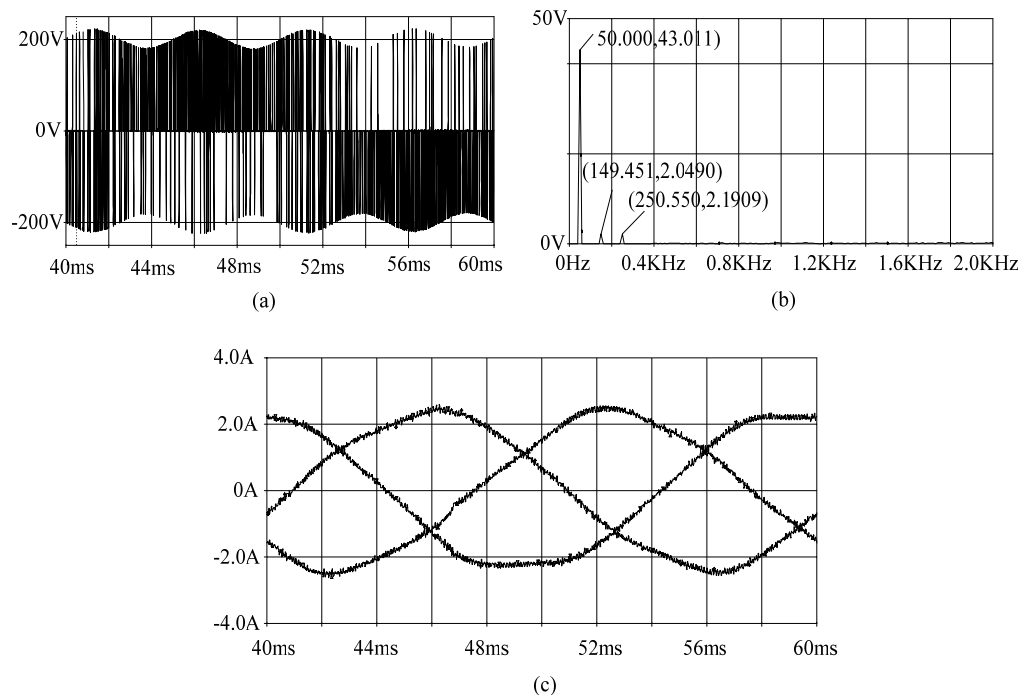 200V
0V
-200V
40ms 44ms 48ms 52ms 56ms 60ms
(a)
50V
50.000,43.011)
(149.451,2.0490)
(250.550,2.1909)
0V
0Hz 0.4KHz 0.8KHz 1.2KHz 1.6KHz 2.0KHz
(b)
4.0A
2.0A
0A
-2.0A
-4.0A
40ms 44ms 48ms 52ms 56ms 60ms
(c)